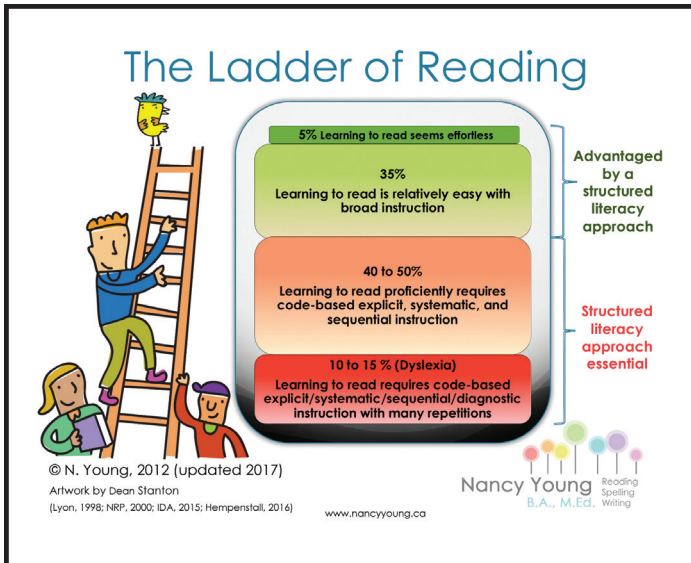 The Ladder of Reading
5% Learning to read seems effortless
35%
Learning to read is relatively easy with
broad instruction
Advantaged
by a
structured
literacy
approach
40 to 50%
Learning to read proficiently requires
code-based explicit, systematic, and
sequential instruction
Structured
literacy
approach
essential
10 to 15 % (Dyslexia)
Learning to read requires code-based
explicit/systematic/sequential/diagnostic
instruction with many repetitions
© N. Young, 2012 (updated 2017)
Artwork by Dean Stanton
(Lyon, 1998; NRP, 2000; IDA, 2015; Hempenstall, 2016)
www.nancyyoung.ca
Nancy Young
B.A., M.Ed.
Reading
Spelling
Writing